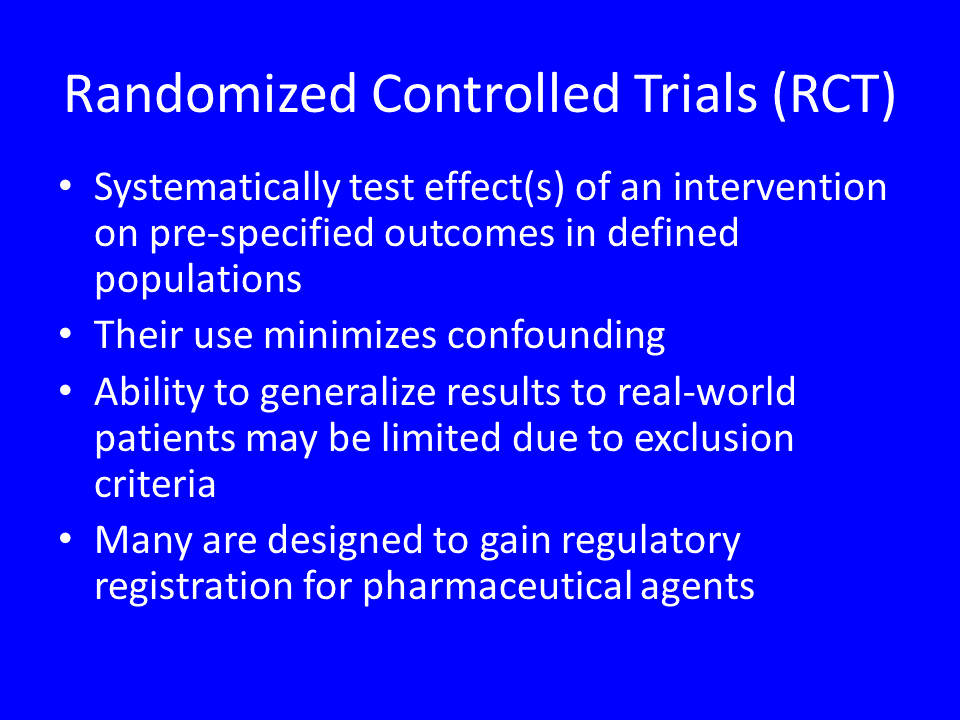 Randomized Controlled Trials (RCT)
• Systematically test effect(s) of an intervention
on pre-specified outcomes in defined
populations
• Their use minimizes confounding
• Ability to generalize results to real-world
patients may be limited due to exclusion
criteria
• Many are designed to gain regulatory
registration for pharmaceutical agents